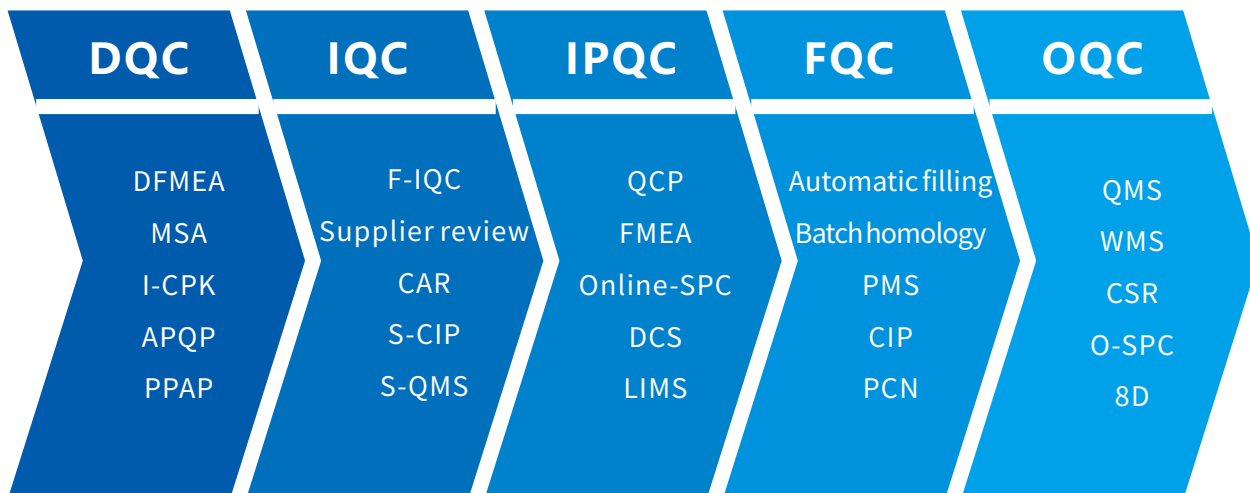 DQC
DFMEA
MSA
I-CPK
APQP
PPAP
IQC
F-IQC
Supplier review
CAR
S-CIP
S-QMS
IPQC
QCP
FMEA
Online-SPC
DCS
LIMS
FQC
Automatic filling
Batch homology
PMS
CIP
PCN
OQC
QMS
WMS
CSR
O-SPC
8D